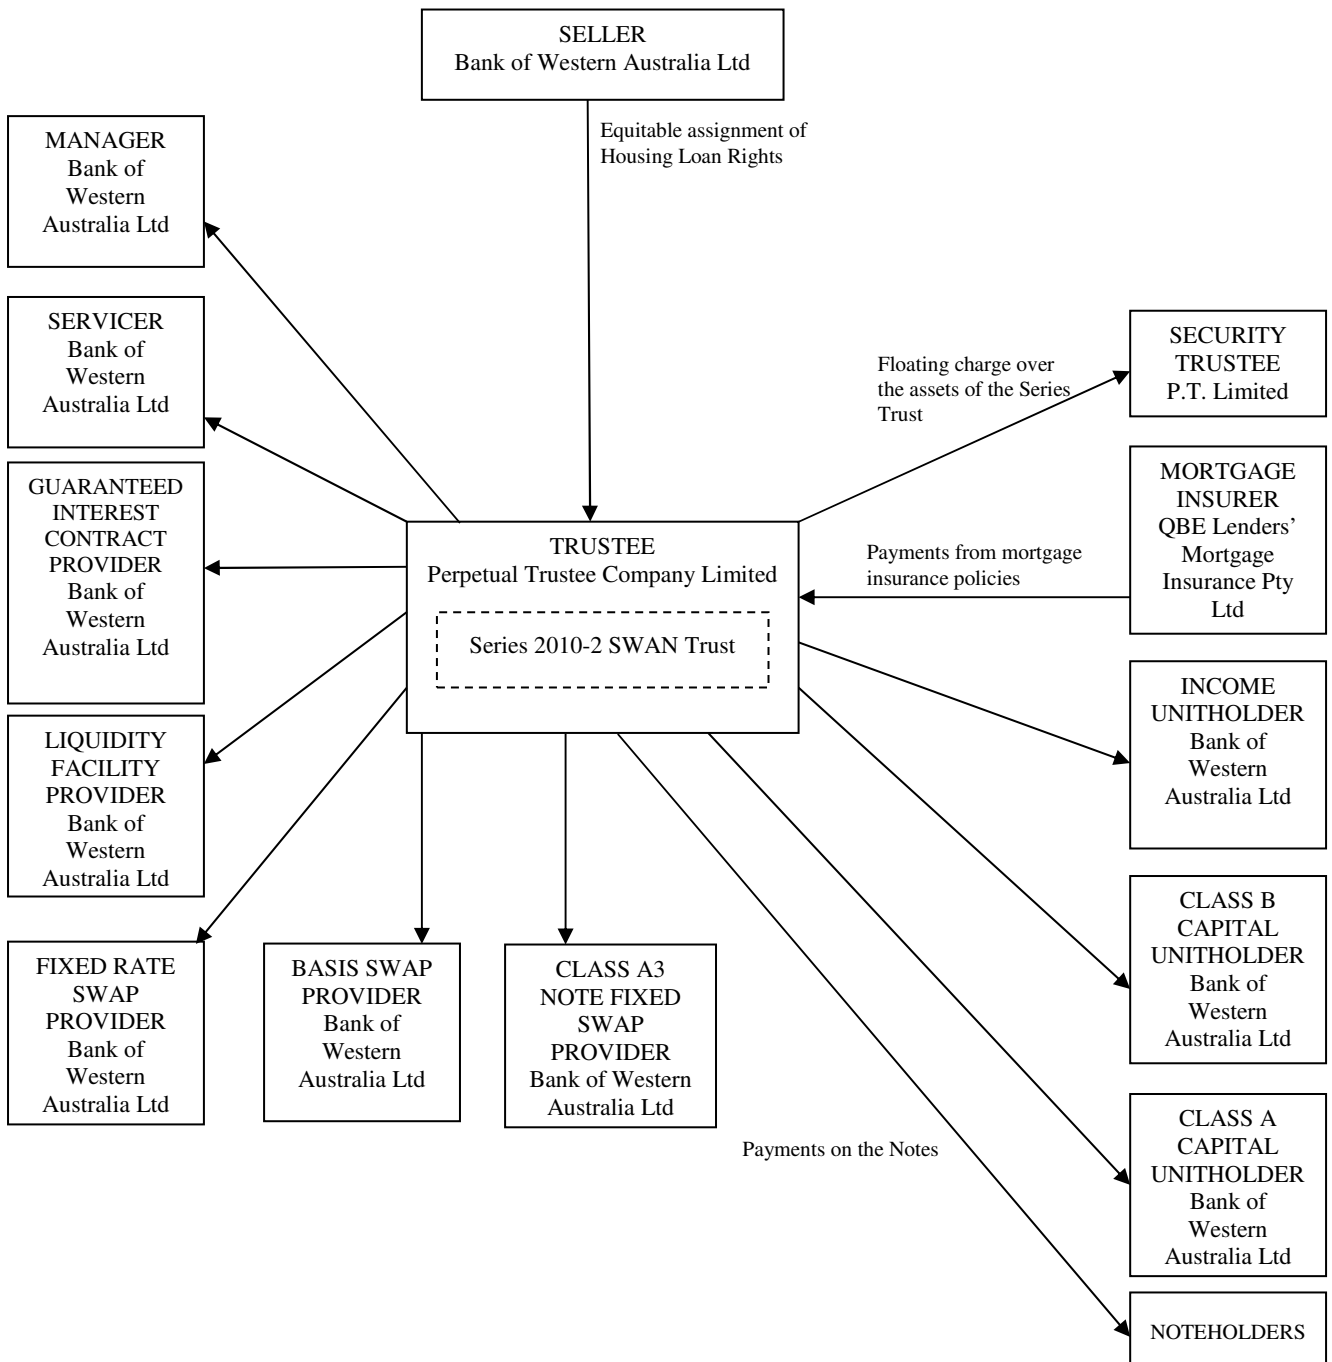 SELLER
Bank of Western Australia Ltd
Equitable assignment of
Housing Loan Rights
MANAGER
Bank of
Western
Australia Ltd
SERVICER
Bank of
Western
Australia Ltd
GUARANTEED
INTEREST
CONTRACT
PROVIDER
Bank of
Western
Australia Ltd
LIQUIDITY
FACILITY
PROVIDER
Bank of
Western
Australia Ltd
FIXED RATE
SWAP
PROVIDER
Bank of
Western
Australia Ltd
BASIS SWAP
PROVIDER
Bank of
Western
Australia Ltd
CLASS A3
NOTE FIXED
SWAP
PROVIDER
Bank of Western
Australia Ltd
TRUSTEE
Perpetual Trustee Company Limited
Series 2010-2 SWAN Trust
Floating charge over
the assets of the Series
Trust
Payments from mortgage
insurance policies
Payments on the Notes
SECURITY
TRUSTEE
P.T. Limited
MORTGAGE
INSURER
QBE Lenders’
Mortgage
Insurance Pty
Ltd
INCOME
UNITHOLDER
Bank of
Western
Australia Ltd
CLASS B
CAPITAL
UNITHOLDER
Bank of
Western
Australia Ltd
CLASS A
CAPITAL
UNITHOLDER
Bank of
Western
Australia Ltd
NOTEHOLDERS